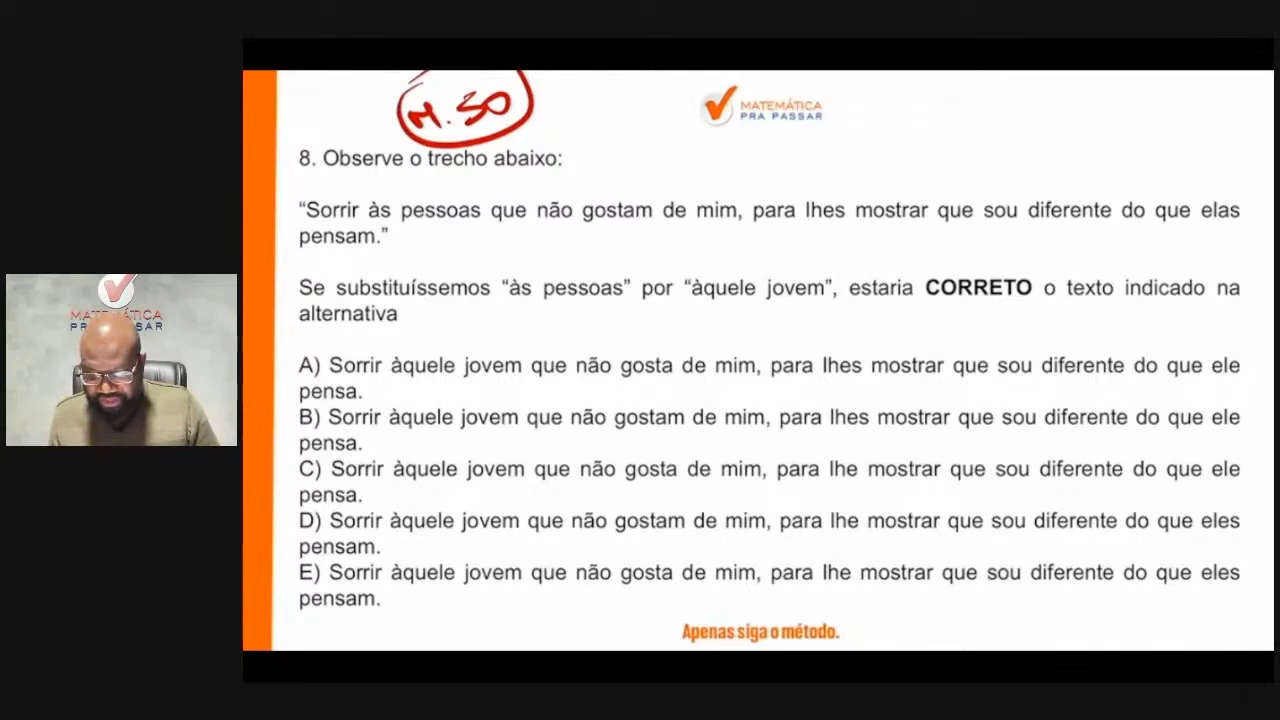 H.50
MATEMÁTICA
PRA PASSAR
8. Observe o trecho abaixo:
“Sorrir às pessoas que não gostam de mim, para lhes mostrar que sou diferente do que elas
pensam.”
Se substituíssemos “às pessoas” por “àquele jovem”, estaria CORRETO o texto indicado na
alternativa
A) Sorrir àquele jovem que não gosta de mim, para lhes mostrar que sou diferente do que ele
pensa.
B) Sorrir àquele jovem que não gostam de mim, para lhes mostrar que sou diferente do que ele
pensa.
C) Sorrir àquele jovem que não gosta de mim, para lhe mostrar que sou diferente do que ele
pensa.
D) Sorrir àquele jovem que não gostam de mim, para lhe mostrar que sou diferente do que eles
pensam.
E) Sorrir àquele jovem que não gosta de mim, para lhe mostrar que sou diferente do que eles
pensam.
Apenas siga o método.
MATEMÁTICA
PRA PASSAR